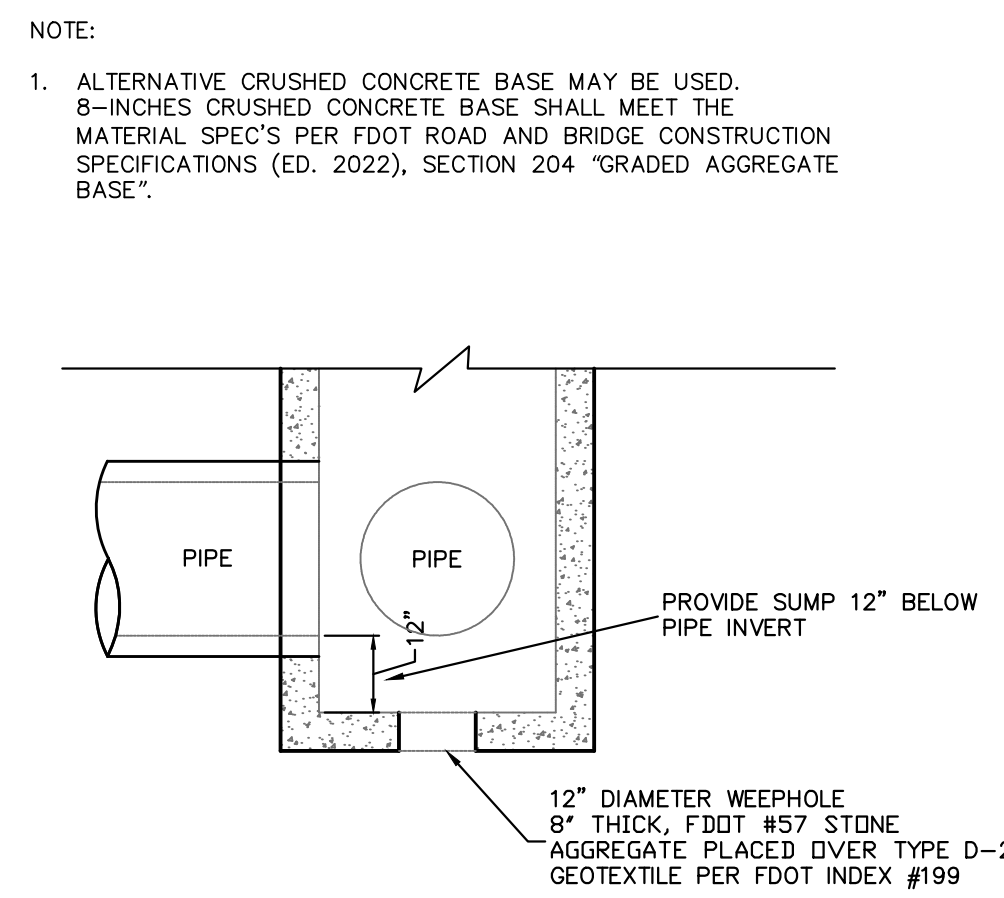 NOTE:
1. ALTERNATIVE CRUSHED CONCRETE BASE MAY BE USED.
8-INCHES CRUSHED CONCRETE BASE SHALL MEET THE
MATERIAL SPEC'S PER FDOT ROAD AND BRIDGE CONSTRUCTION
SPECIFICATIONS (ED. 2022), SECTION 204 "GRADED AGGREGATE
BASE".
PIPE
PIPE
12"
PROVIDE SUMP 12" BELOW
PIPE INVERT
12" DIAMETER WEEPHOLE
8" THICK, FDOT #57 STONE
AGGREGATE PLACED OVER TYPE D-2
GEOTEXTILE PER FDOT INDEX #199